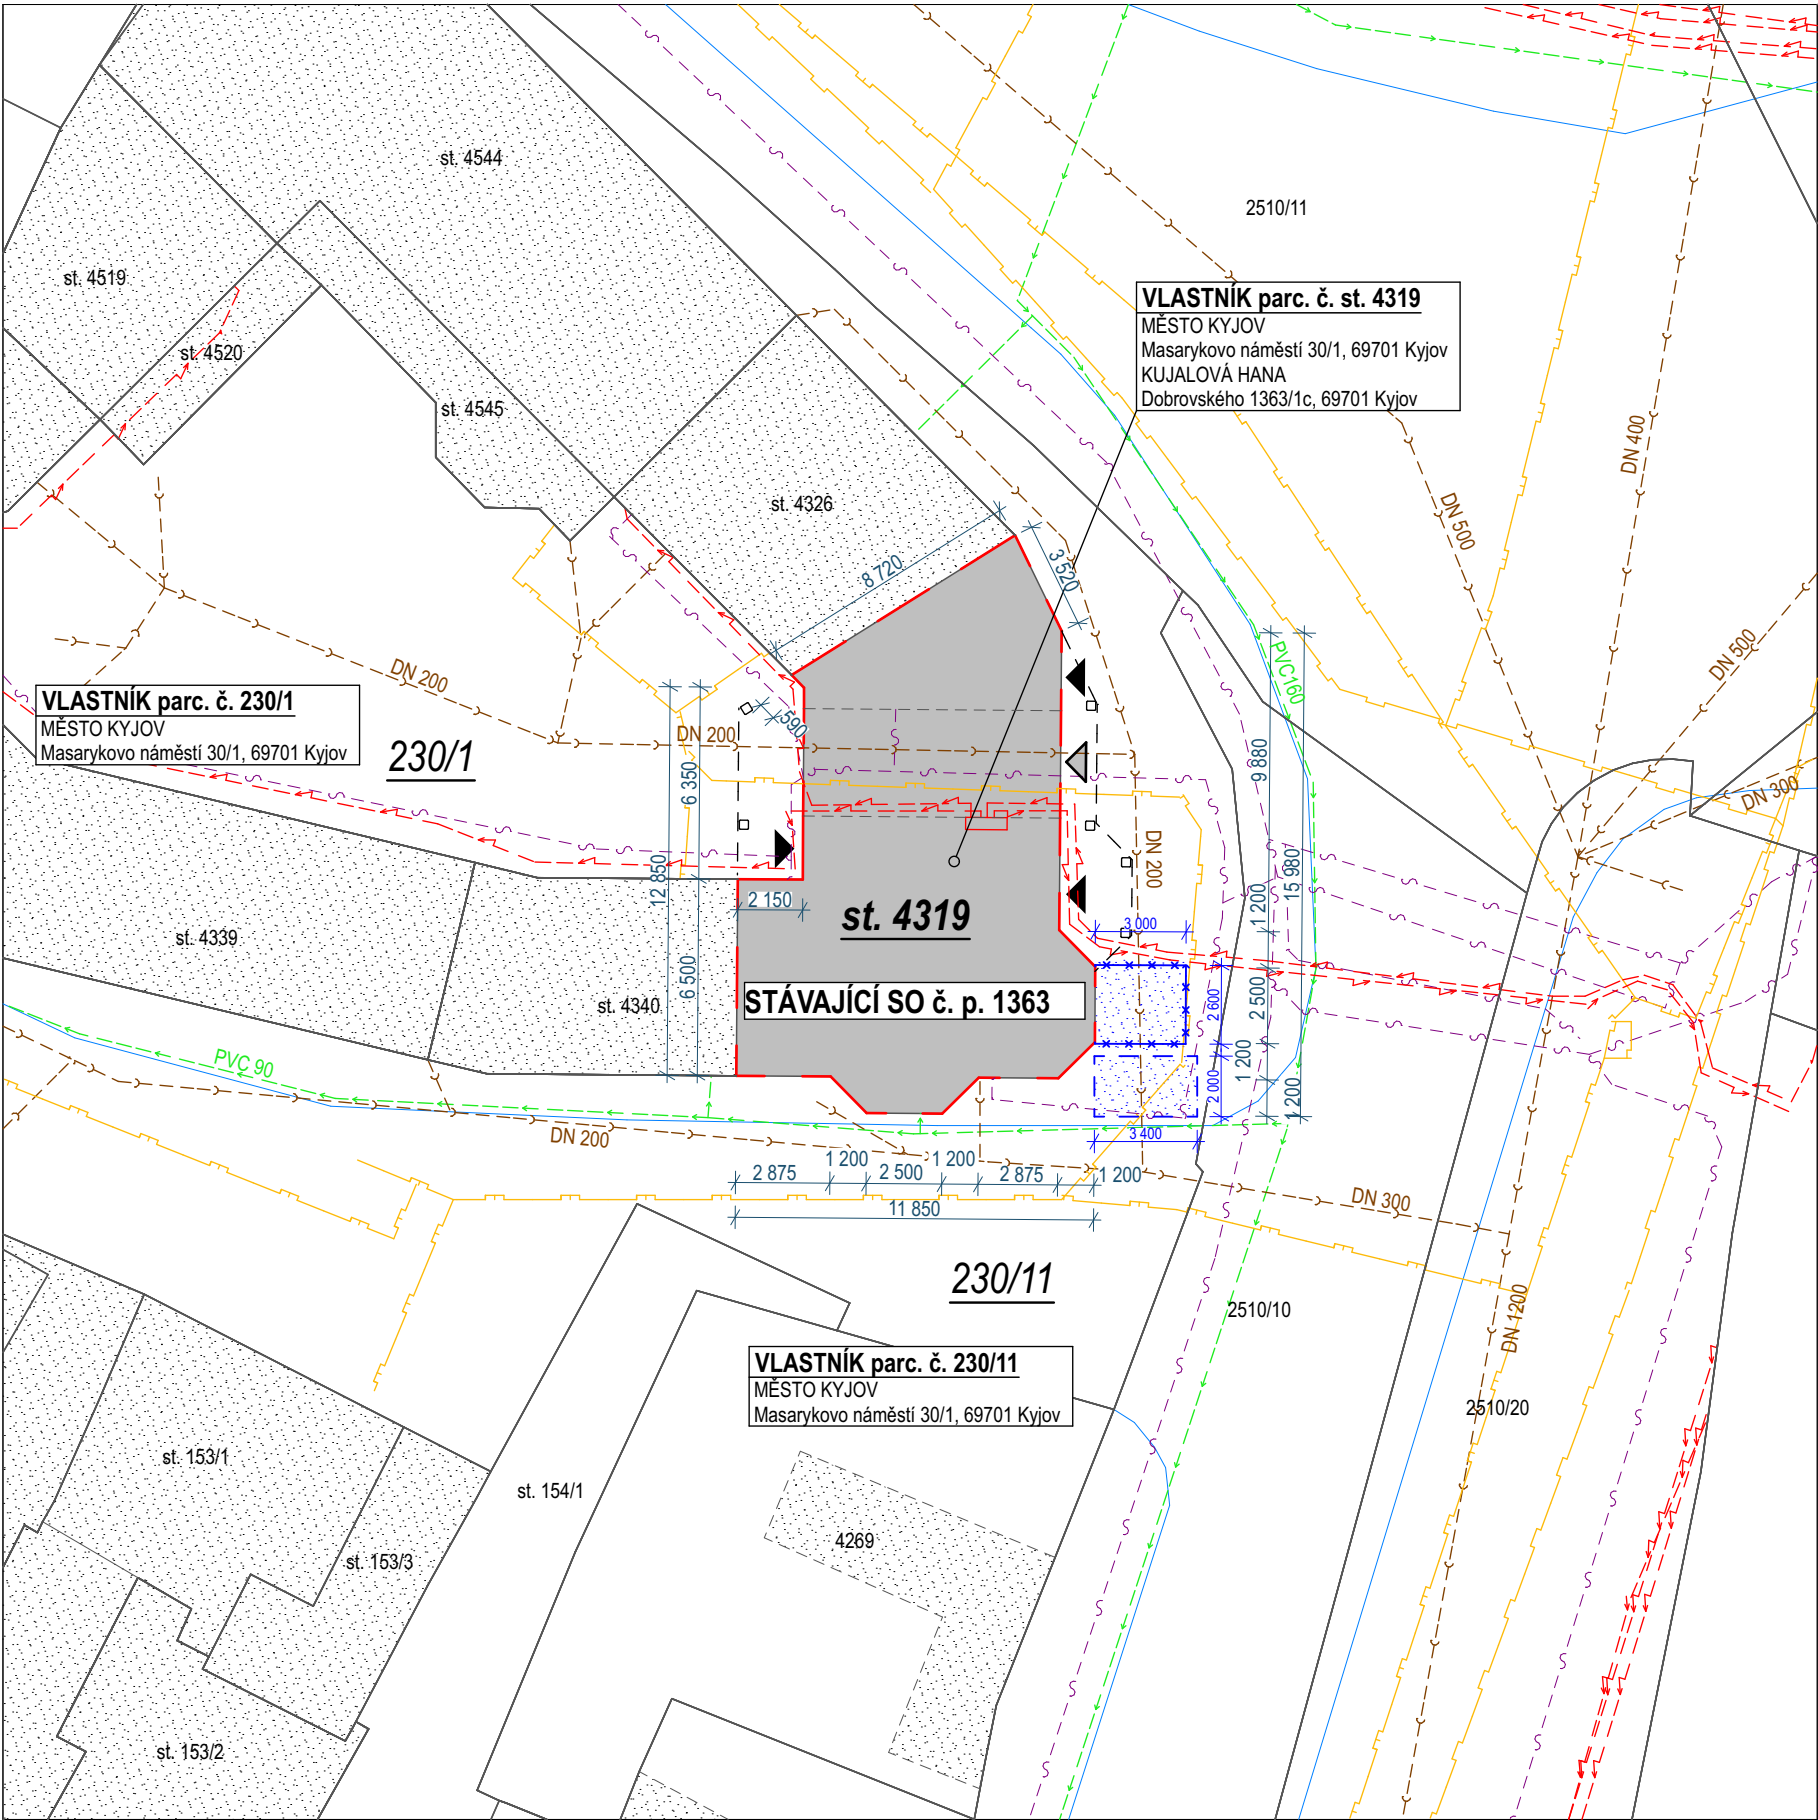 st. 4544
2510/11
st. 4519
VLASTNÍK parc. č. st. 4319
MĚSTO KYJOV
Masarykovo náměstí 30/1, 69701 Kyjov
KUJALOVÁ HANA
Dobrovského 1363/1c, 69701 Kyjov
st. 4520
st. 4545
DN 400
st. 4326
DN 500
8 720
3 520
DN 500
DN 200
PVC160
VLASTNÍK parc. č. 230/1
MĚSTO KYJOV
Masarykovo náměstí 30/1, 69701 Kyjov
230/1
590
DN 200
6 350
9 880
DN 300
DN 200
12 850
2 150
15 980
1 200
st. 4319
3 000
st. 4339
6 500
2 500
2 600
st. 4340
STÁVAJÍCÍ SO č. p. 1363
1 200
2 000
1 200
PVC 90
DN 200
3 400
1 200
1 200
2 875
2 500
2 875
1 200
11 850
DN 300
230/11
2510/10
DN 1200
VLASTNÍK parc. č. 230/11
MĚSTO KYJOV
Masarykovo náměstí 30/1, 69701 Kyjov
2510/20
st. 153/1
st. 154/1
4269
st. 153/3
st. 153/2